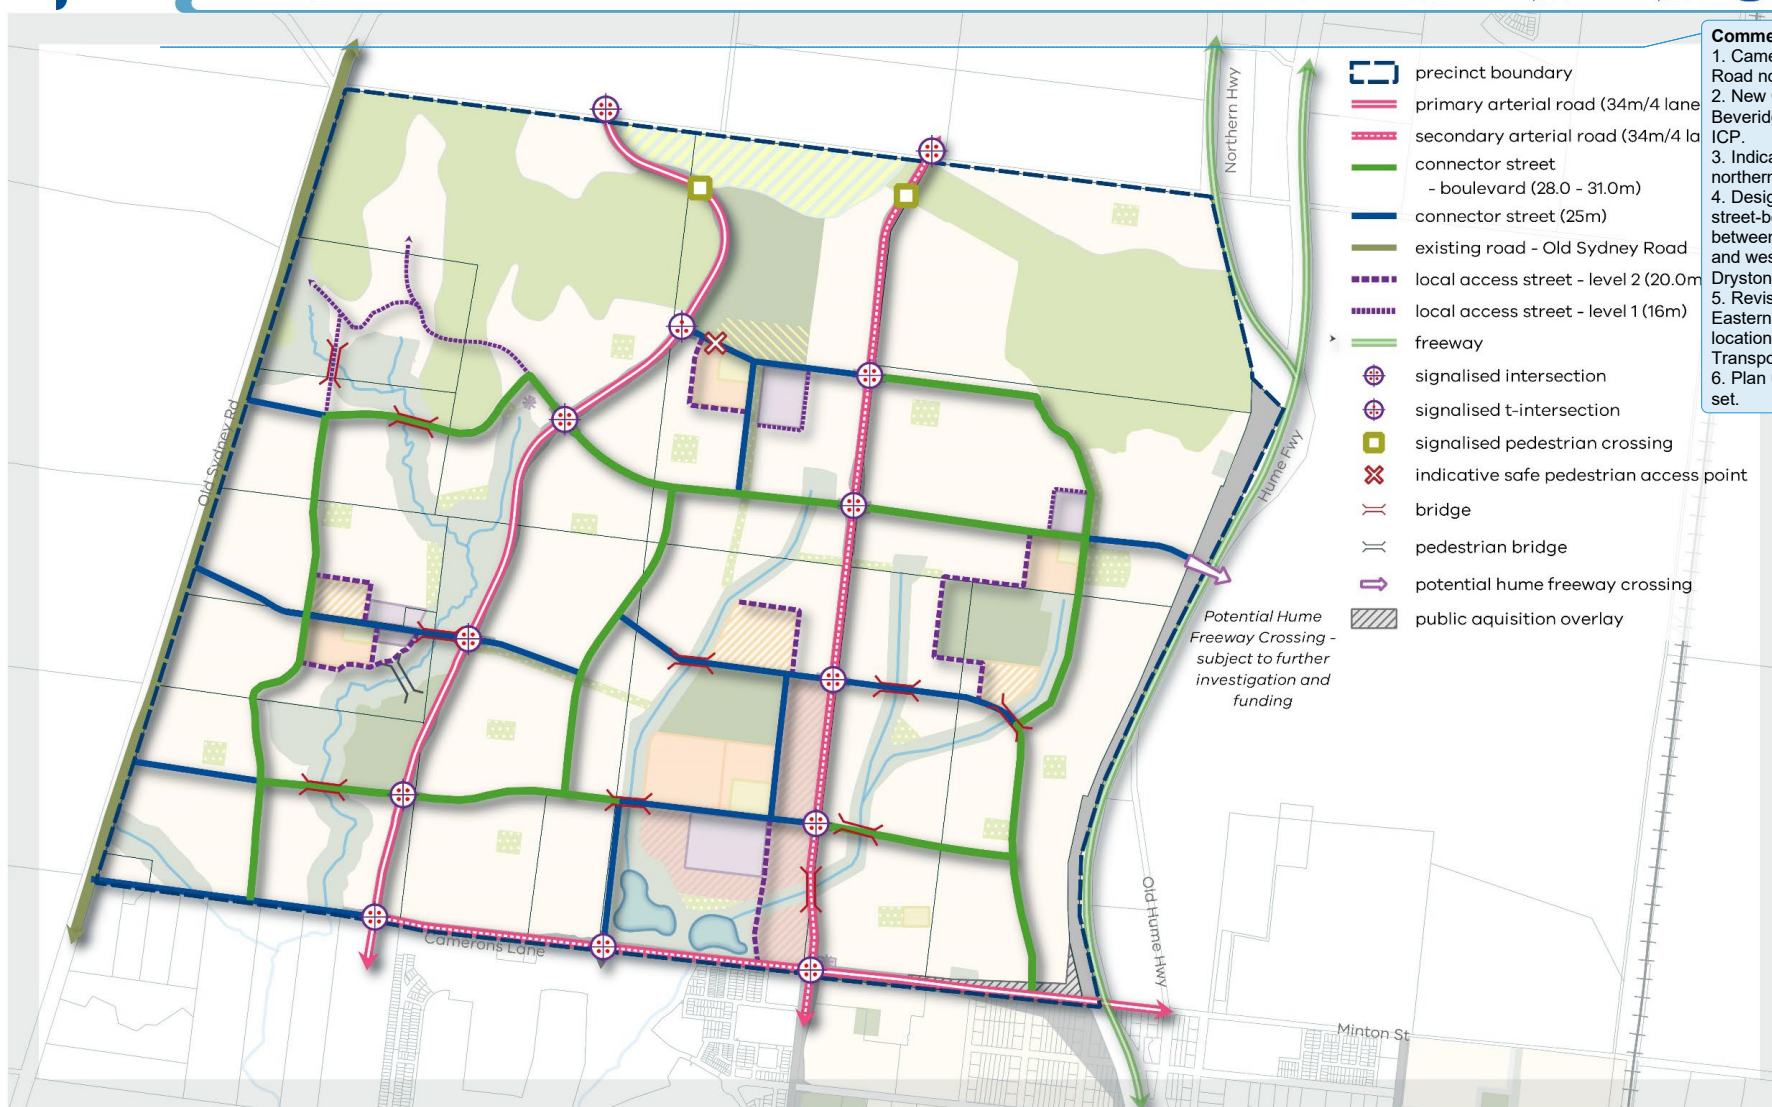 precinct boundary
primary arterial road (34m/4 lane
secondary arterial road (34m/4 la
connector street
- boulevard (28.0 - 31.0m)
connector street (25m)
existing road - Old Sydney Road
local access street - level 2 (20.0m
local access street - level 1 (16m)
freeway
signalised intersection
signalised t-intersection
signalised pedestrian crossing
indicative safe pedestrian access point
bridge
pedestrian bridge
potential hume freeway crossing
public aquisition overlay
Comme
1. Came
Road no
2. New
Beverid
ICP.
3. Indica
northern
4. Desig
street-b
between
and wes
Dryston
5. Revis
Eastern
location
Transpo
6. Plan
set.
Northern Hwy
Old Sydney Rd
Hume Fwy
Potential Hume
Freeway Crossing -
subject to further
investigation and
funding
Old Hume Hwy
Camerons Lane
Minton St